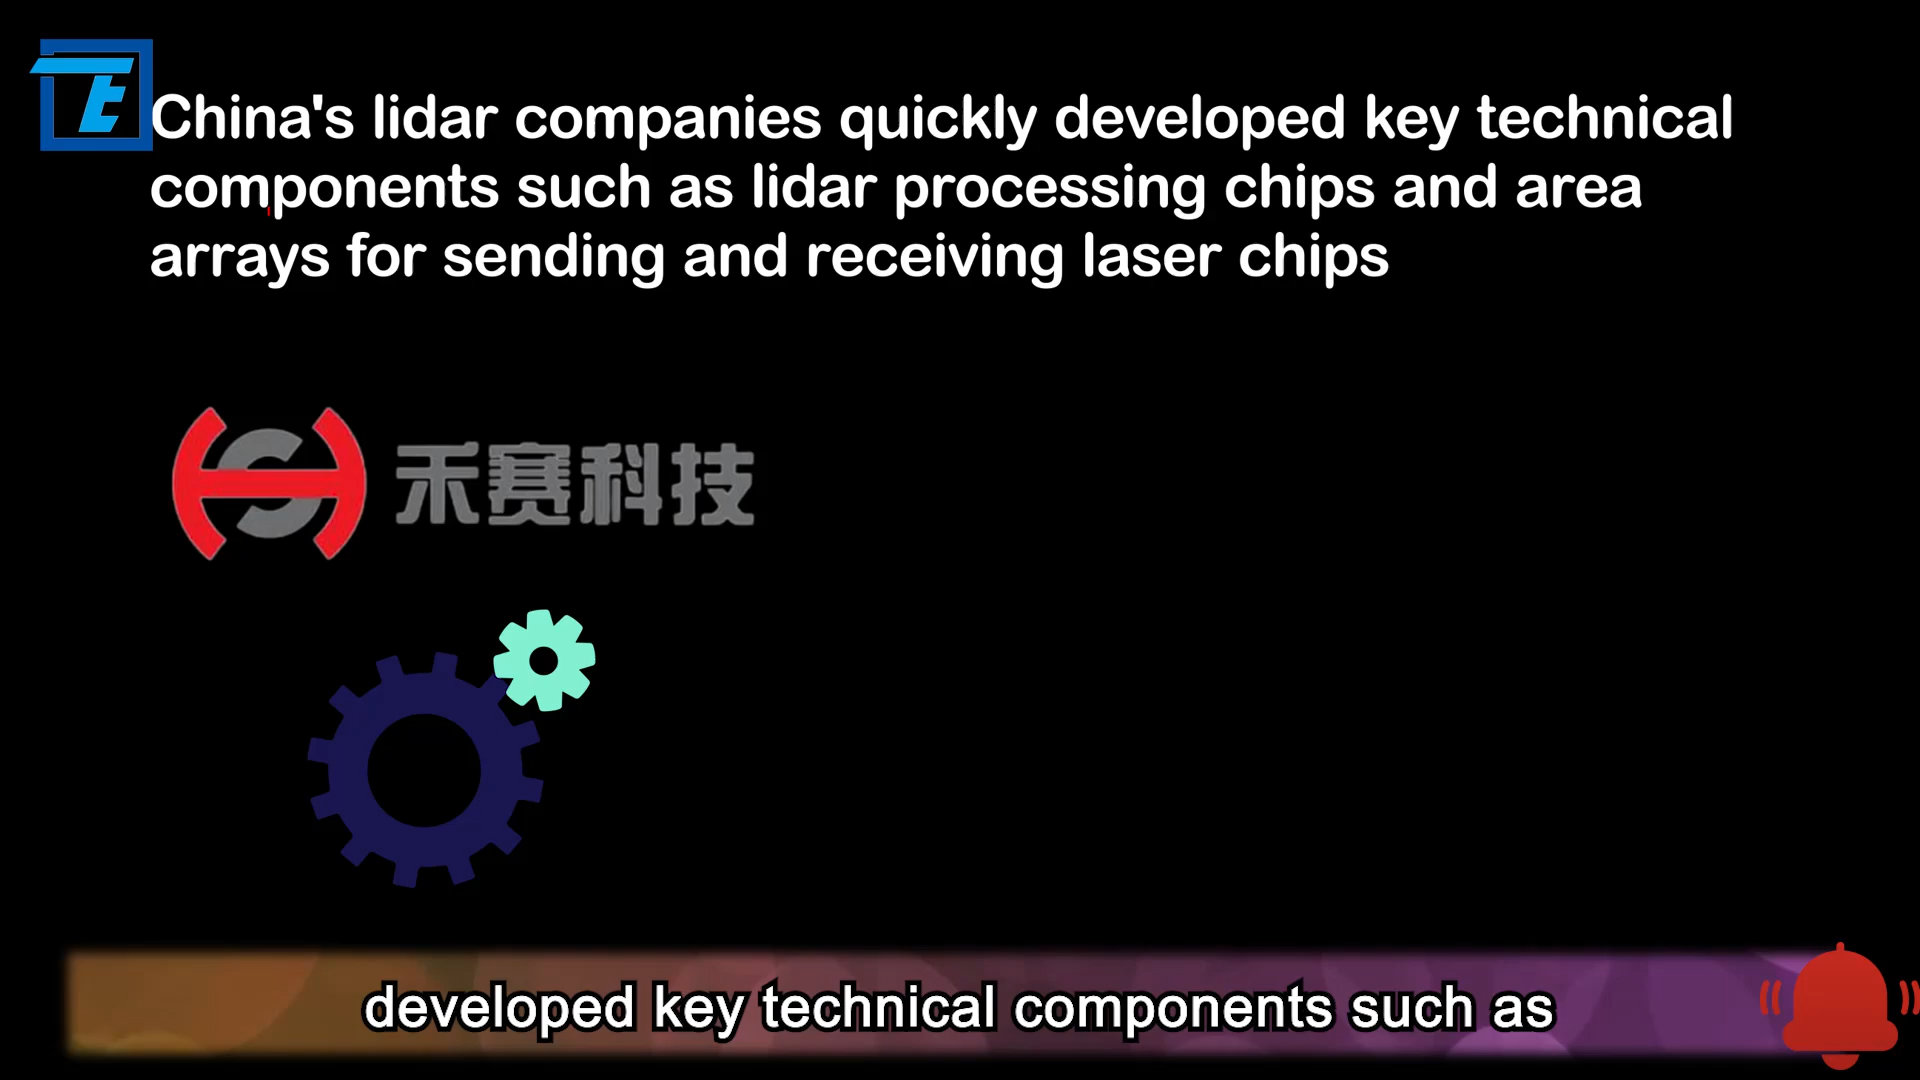 TE
China's lidar companies quickly developed key technical
components such as lidar processing chips and area
arrays for sending and receiving laser chips
禾赛科技
developed key technical components such as